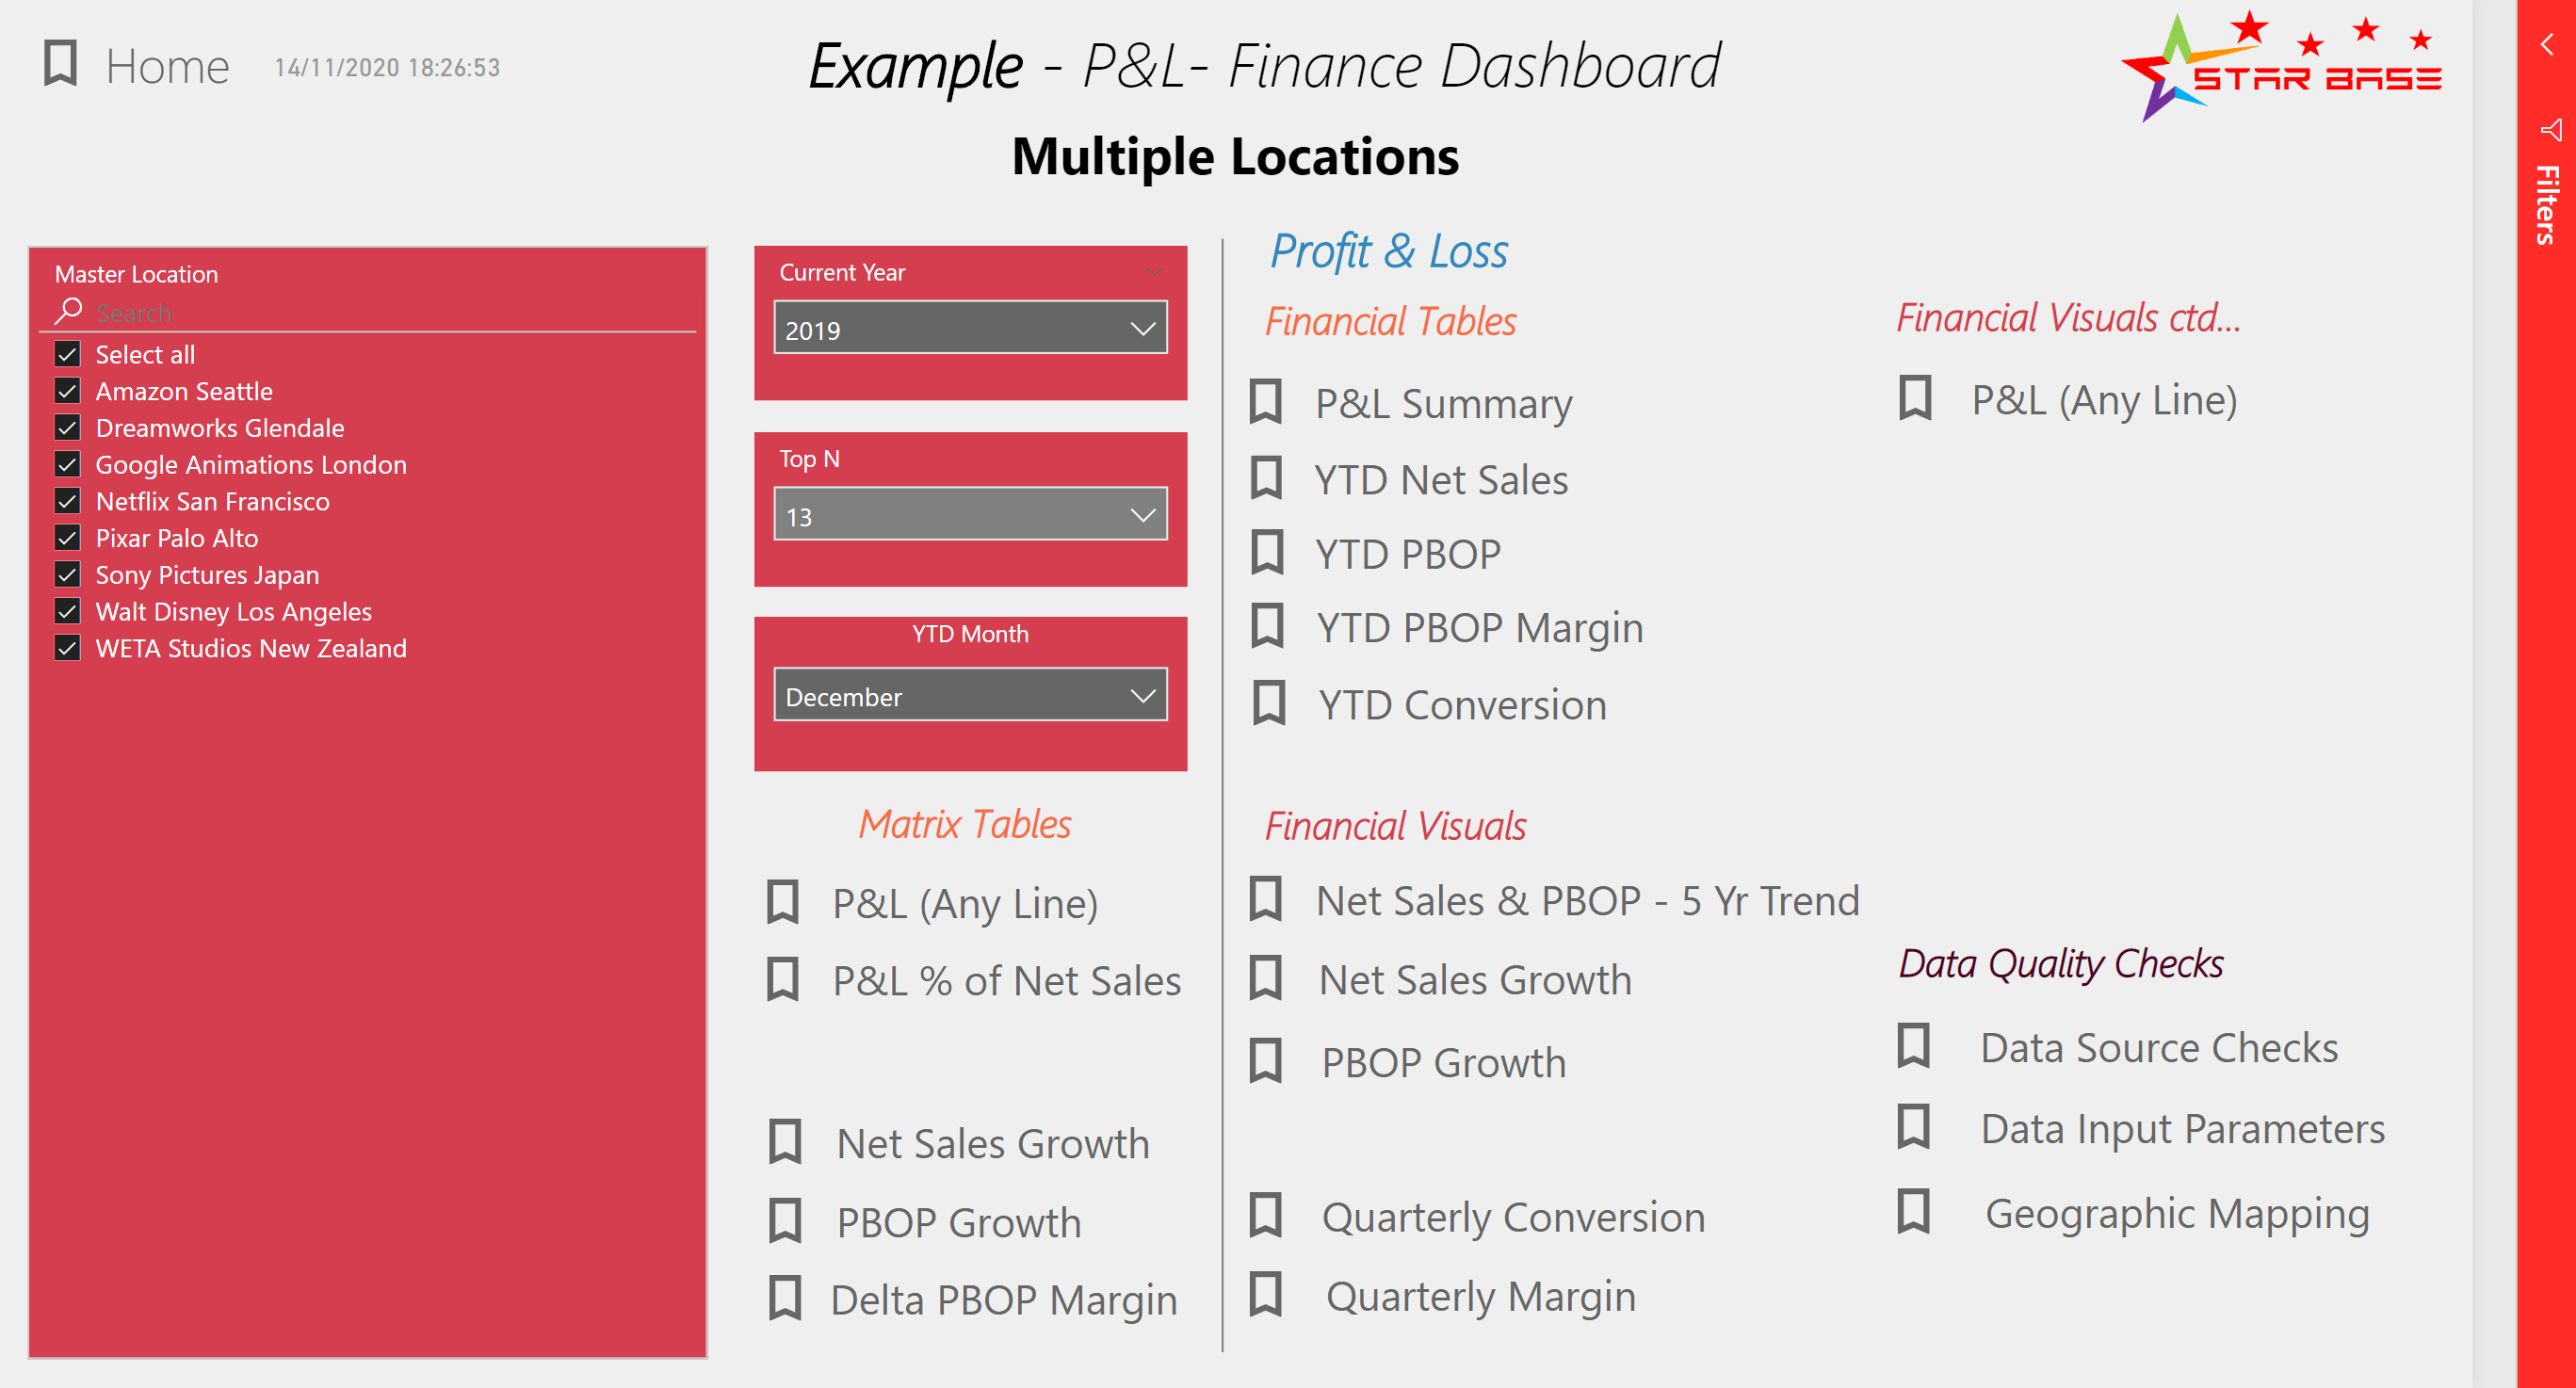 Home
14/11/2020 18:26:53
Example - P&L- Finance Dashboard
STAR BASE
Multiple Locations
Filters
Master Location
Search
Select all
Amazon Seattle
Dreamworks Glendale
Google Animations London
Netflix San Francisco
Pixar Palo Alto
Sony Pictures Japan
Walt Disney Los Angeles
WETA Studios New Zealand
Current Year
2019
Top N
13
YTD Month
December
Matrix Tables
P&L (Any Line)
P&L % of Net Sales
Net Sales Growth
PBOP Growth
Delta PBOP Margin
Profit & Loss
Financial Tables
P&L Summary
YTD Net Sales
YTD PBOP
YTD PBOP Margin
YTD Conversion
Financial Visuals
Net Sales & PBOP - 5 Yr Trend
Net Sales Growth
PBOP Growth
Quarterly Conversion
Quarterly Margin
Financial Visuals ctd...
P&L (Any Line)
Data Quality Checks
Data Source Checks
Data Input Parameters
Geographic Mapping